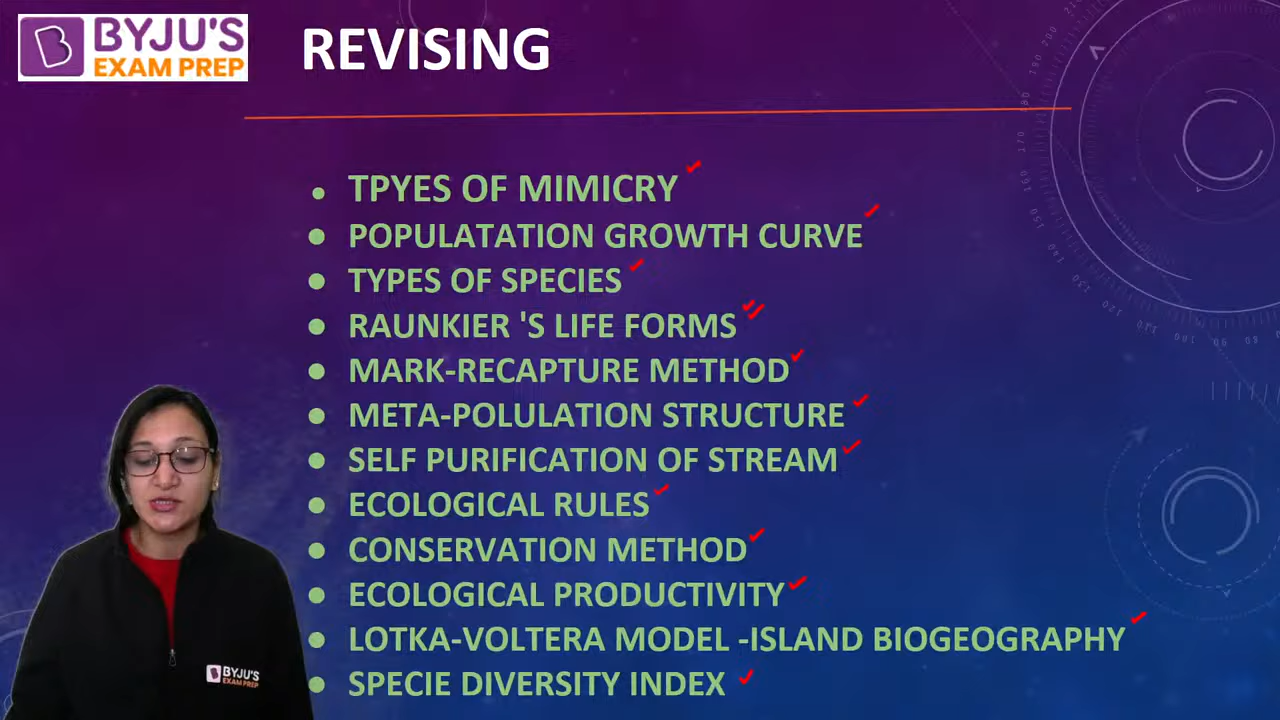 BYJU'S
EXAM PREP
REVISING
• TPYES OF MIMICRY
• POPULATATION GROWTH CURVE
• TYPES OF SPECIES
• RAUNKIER 'S LIFE FORMS
• MARK-RECAPTURE METHOD
• META-POLULATION STRUCTURE
• SELF PURIFICATION OF STREAM
• ECOLOGICAL RULES
• CONSERVATION METHOD
• ECOLOGICAL PRODUCTIVITY
• LOTKA-VOLTERA MODEL -ISLAND BIOGEOGRAPHY
• SPECIE DIVERSITY INDEX
BYJU'S
EXAM PREP